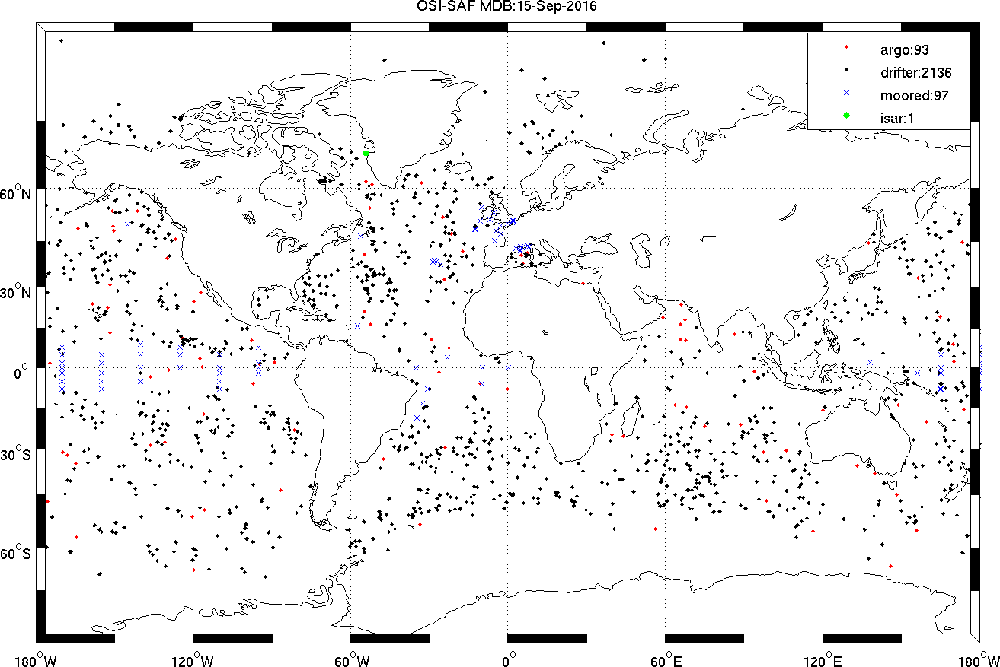 OSI-SAF MDB:15-Sep-2016
argo:93
drifter:2136
moored:97
isar:1
60°N
30°N
0°
30°S
60°S
180°W
120°W
60°W
0°
60°E
120°E
180°W